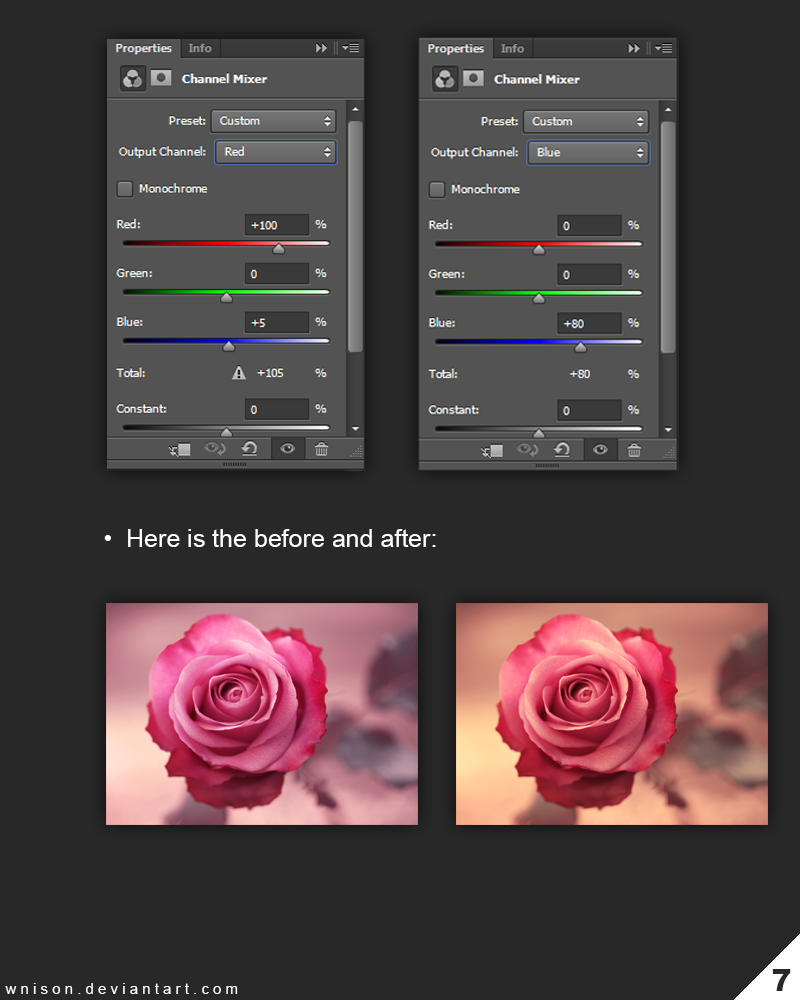 Properties Info
Channel Mixer
Preset: Custom
Output Channel: Red
Monochrome
Red: +100 %
Green: 0 %
Blue: +5 %
Total: +105 %
Constant: 0 %
Properties Info
Channel Mixer
Preset: Custom
Output Channel: Blue
Monochrome
Red: 0 %
Green: 0 %
Blue: +80 %
Total: +80 %
Constant: 0 %
• Here is the before and after:
wnison.deviantart.com
7